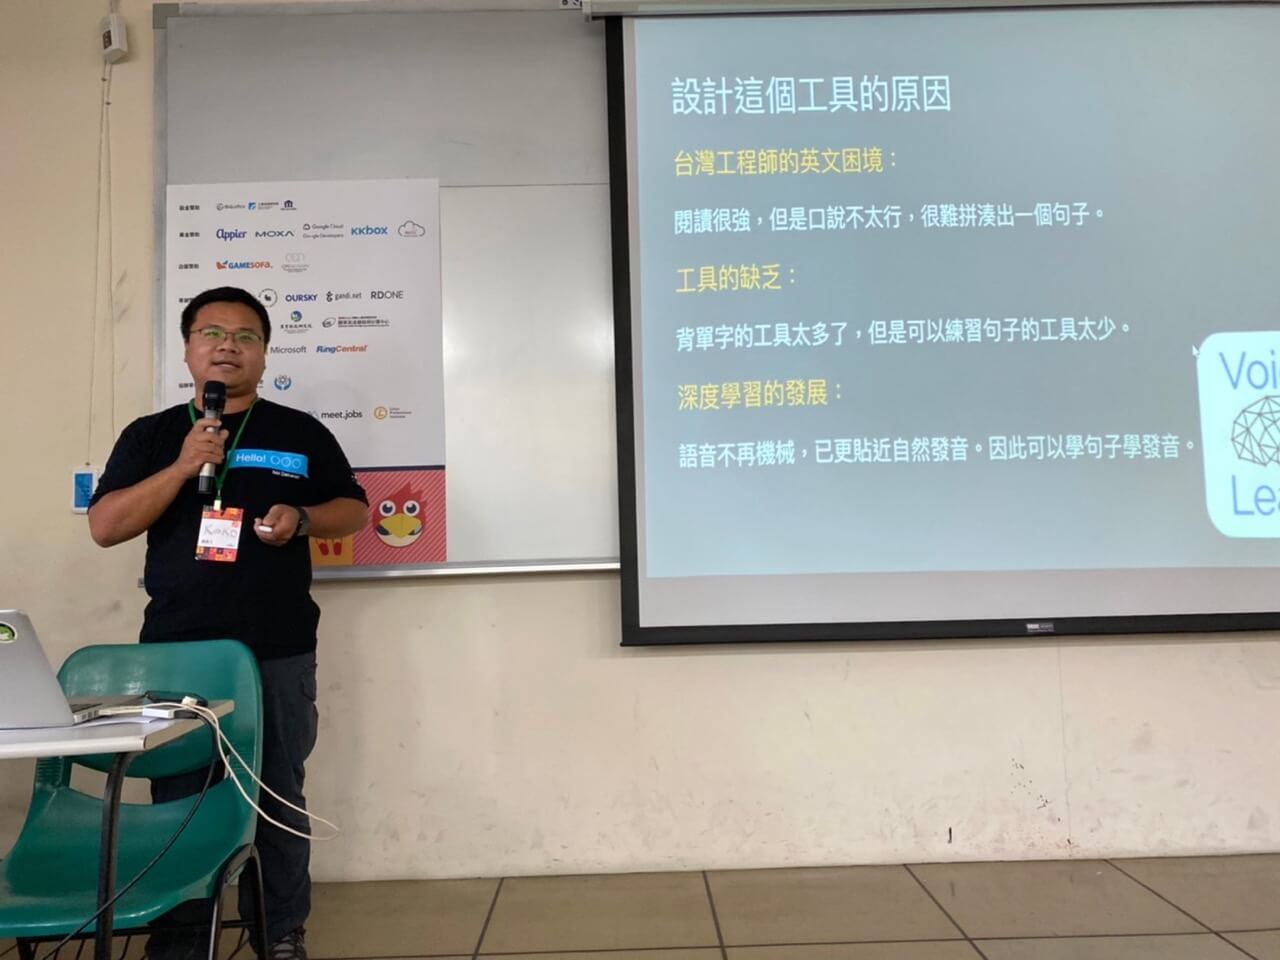 設計這個工具的原因
台灣工程師的英文困境：
閱讀很強，但是口說不太行，很難拼湊出一個句子。
工具的缺乏：
背單字的工具太多了，但是可以練習句子的工具太少。
深度學習的發展：
語音不再機械，已更貼近自然發音。因此可以學句子學發音。
Appier MOXA Google Cloud
Google Developers KKBOX
GAMESOFA
OURSKY gandi.net RDONE
Microsoft RingCentral
meet.jobs
Hello!
KoKo